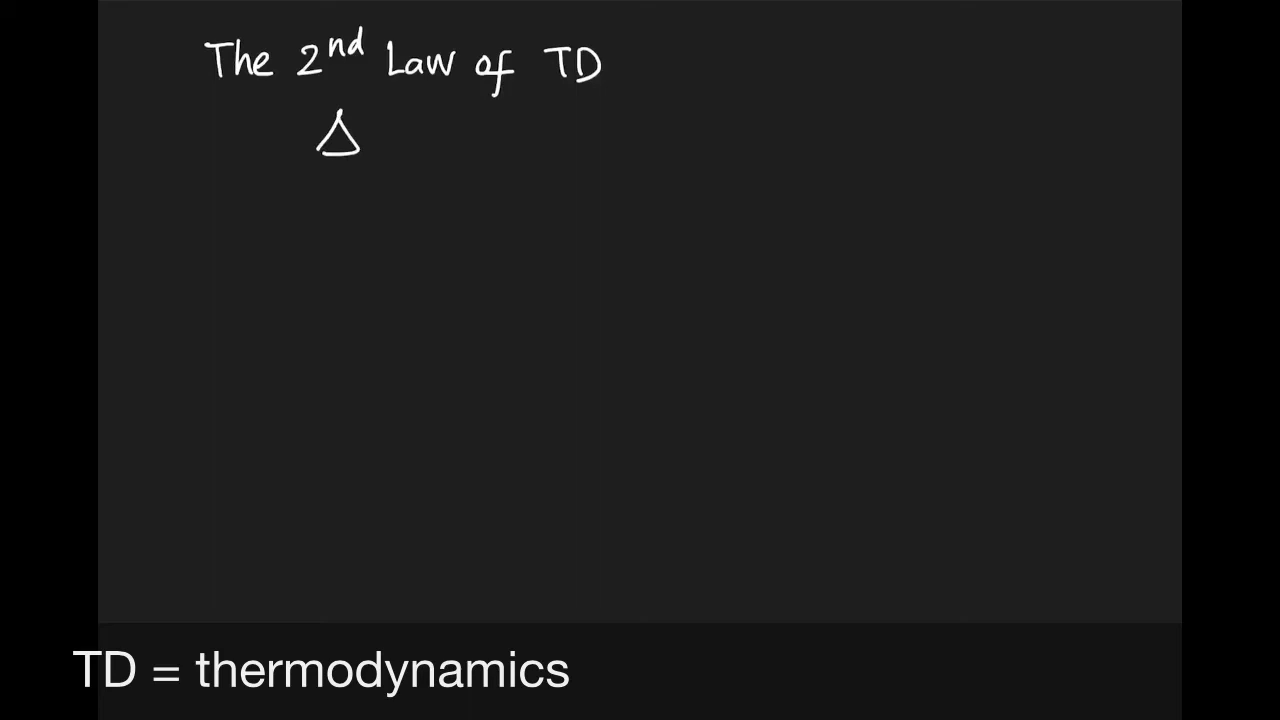 The 2nd Law of TD
Δ
TD = thermodynamics